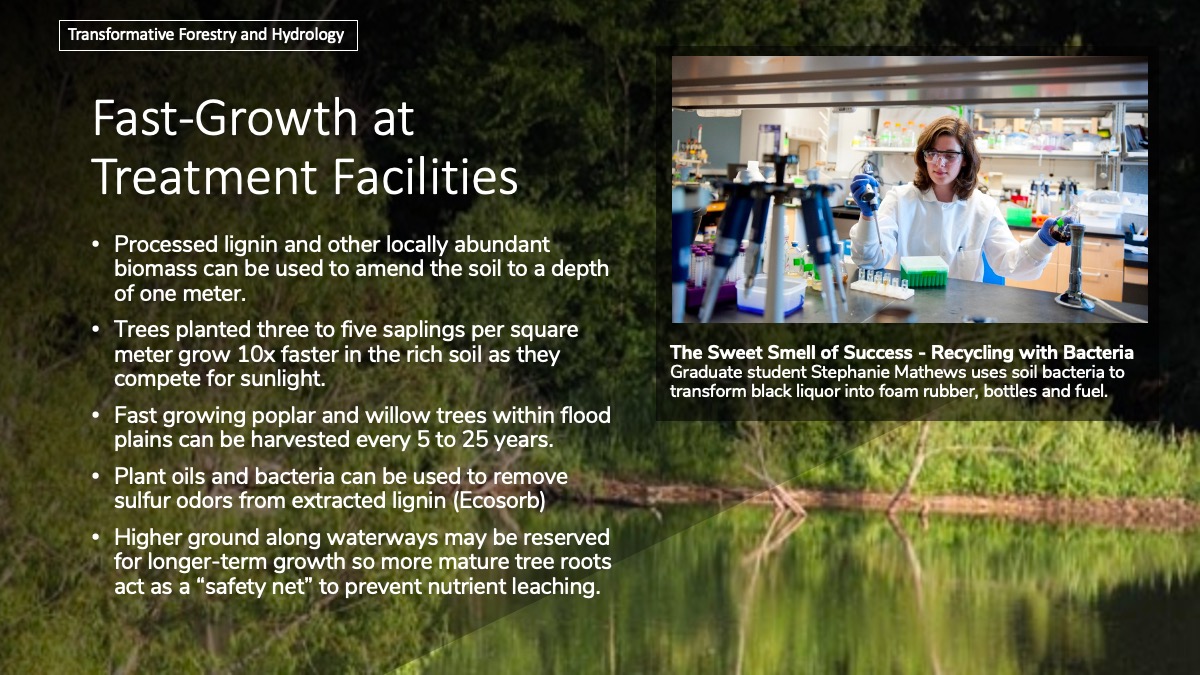 Transformative Forestry and Hydrology
Fast-Growth at
Treatment Facilities
• Processed lignin and other locally abundant
biomass can be used to amend the soil to a depth
of one meter.
• Trees planted three to five saplings per square
meter grow 10x faster in the rich soil as they
compete for sunlight.
• Fast growing poplar and willow trees within flood
plains can be harvested every 5 to 25 years.
• Plant oils and bacteria can be used to remove
sulfur odors from extracted lignin (Ecosorb)
• Higher ground along waterways may be reserved
for longer-term growth so more mature tree roots
act as a “safety net” to prevent nutrient leaching.
The Sweet Smell of Success - Recycling with Bacteria
Graduate student Stephanie Mathews uses soil bacteria to
transform black liquor into foam rubber, bottles and fuel.